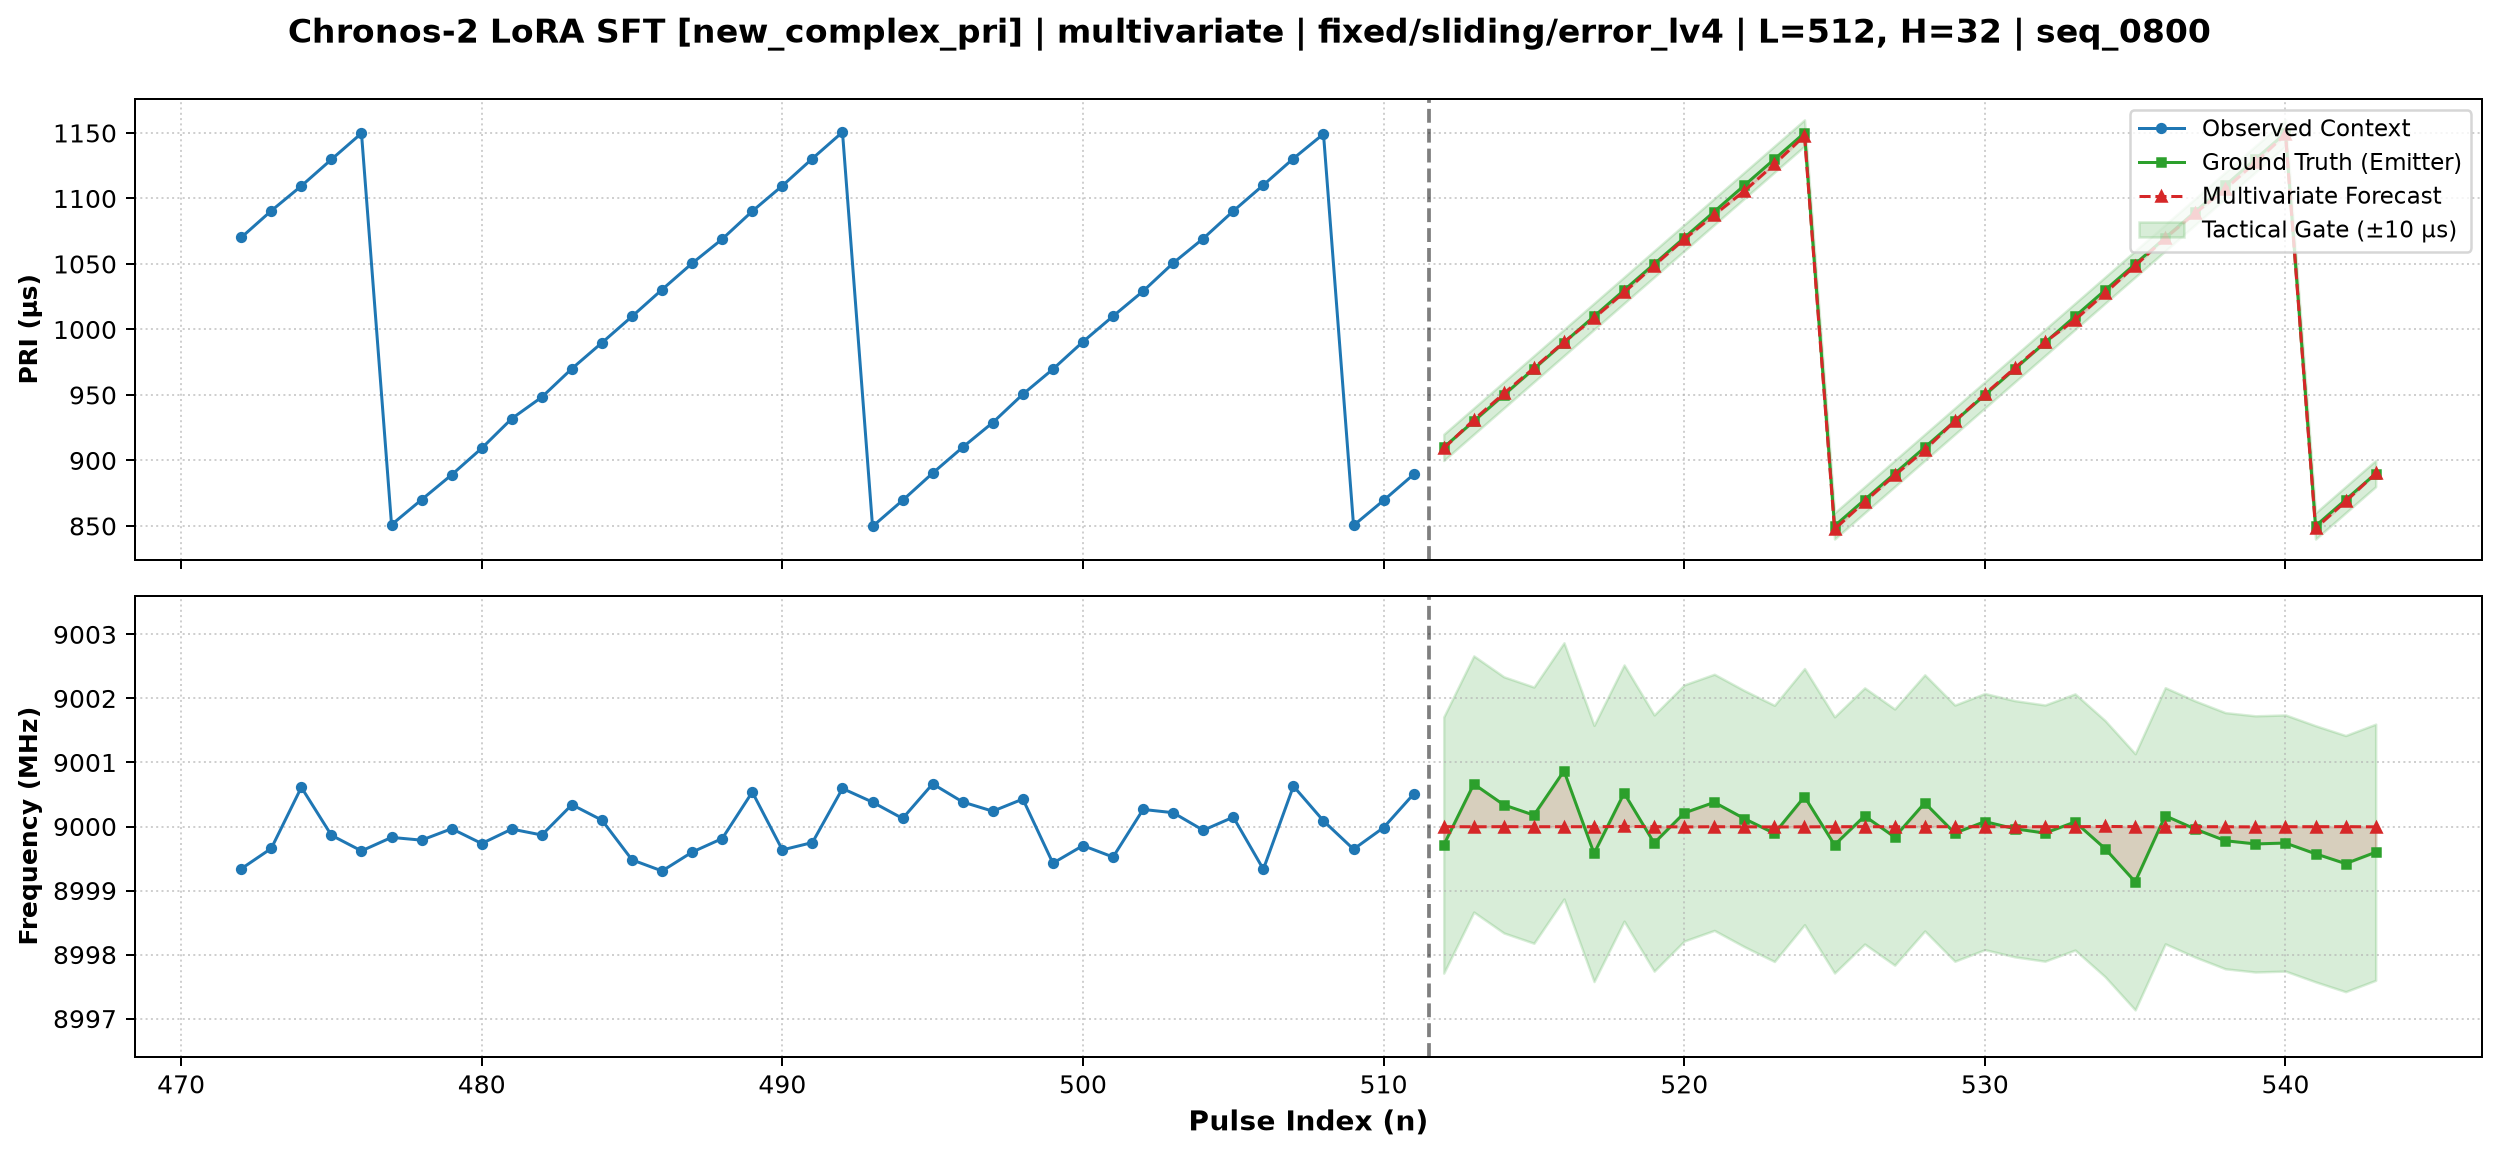 Chronos-2 LoRA SFT [new_complex_pri] | multivariate | fixed/sliding/error_lv4 | L=512, H=32 | seq_0800
PRI (µs)
1150
1100
1050
1000
950
900
850
Observed Context
Ground Truth (Emitter)
Multivariate Forecast
Tactical Gate (±10 µs)
Frequency (MHz)
9003
9002
9001
9000
8999
8998
8997
470 480 490 500 510 520 530 540
Pulse Index (n)